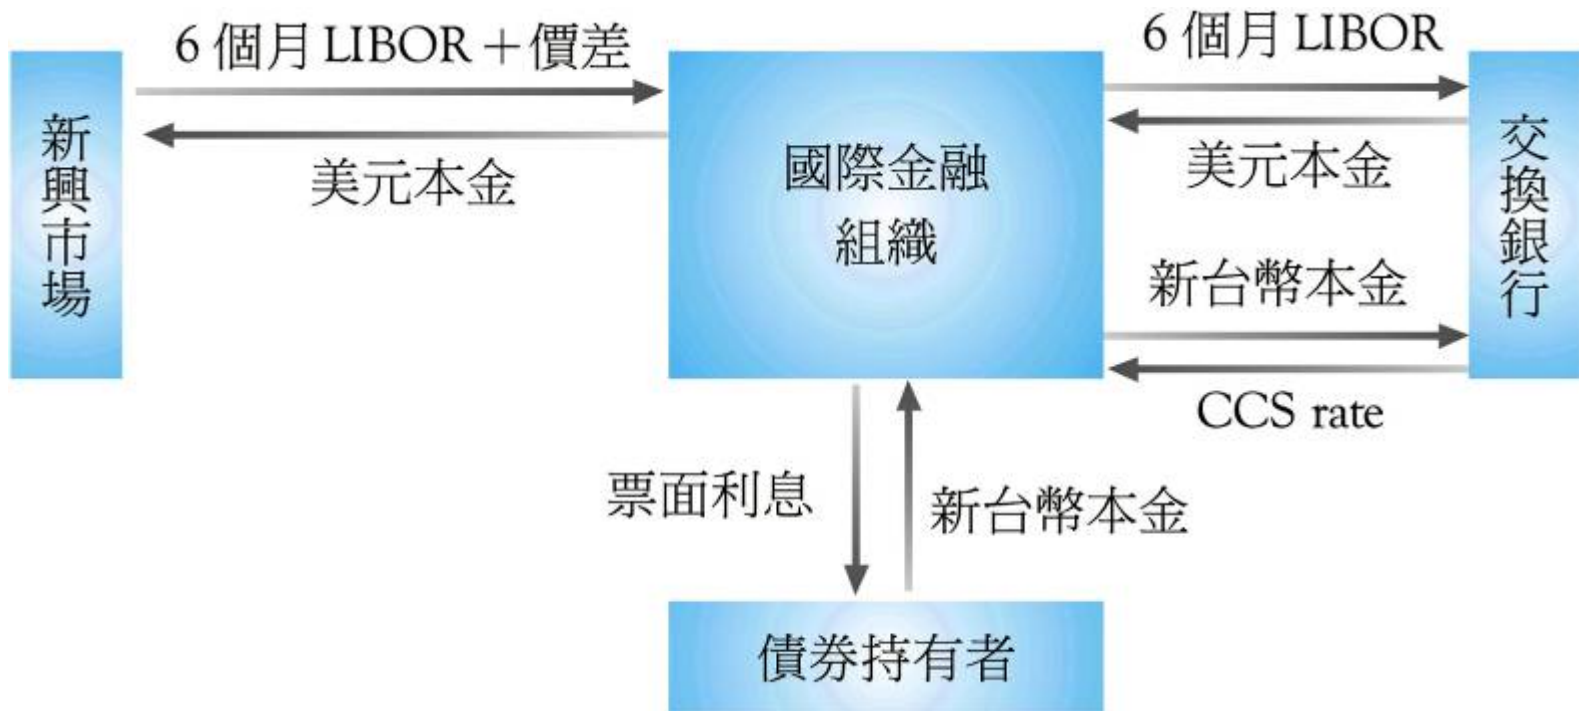 6 個月 LIBOR＋價差
6 個月 LIBOR
新興市場
美元本金
國際金融
組織
美元本金
交換銀行
新台幣本金
CCS rate
票面利息
新台幣本金
債券持有者